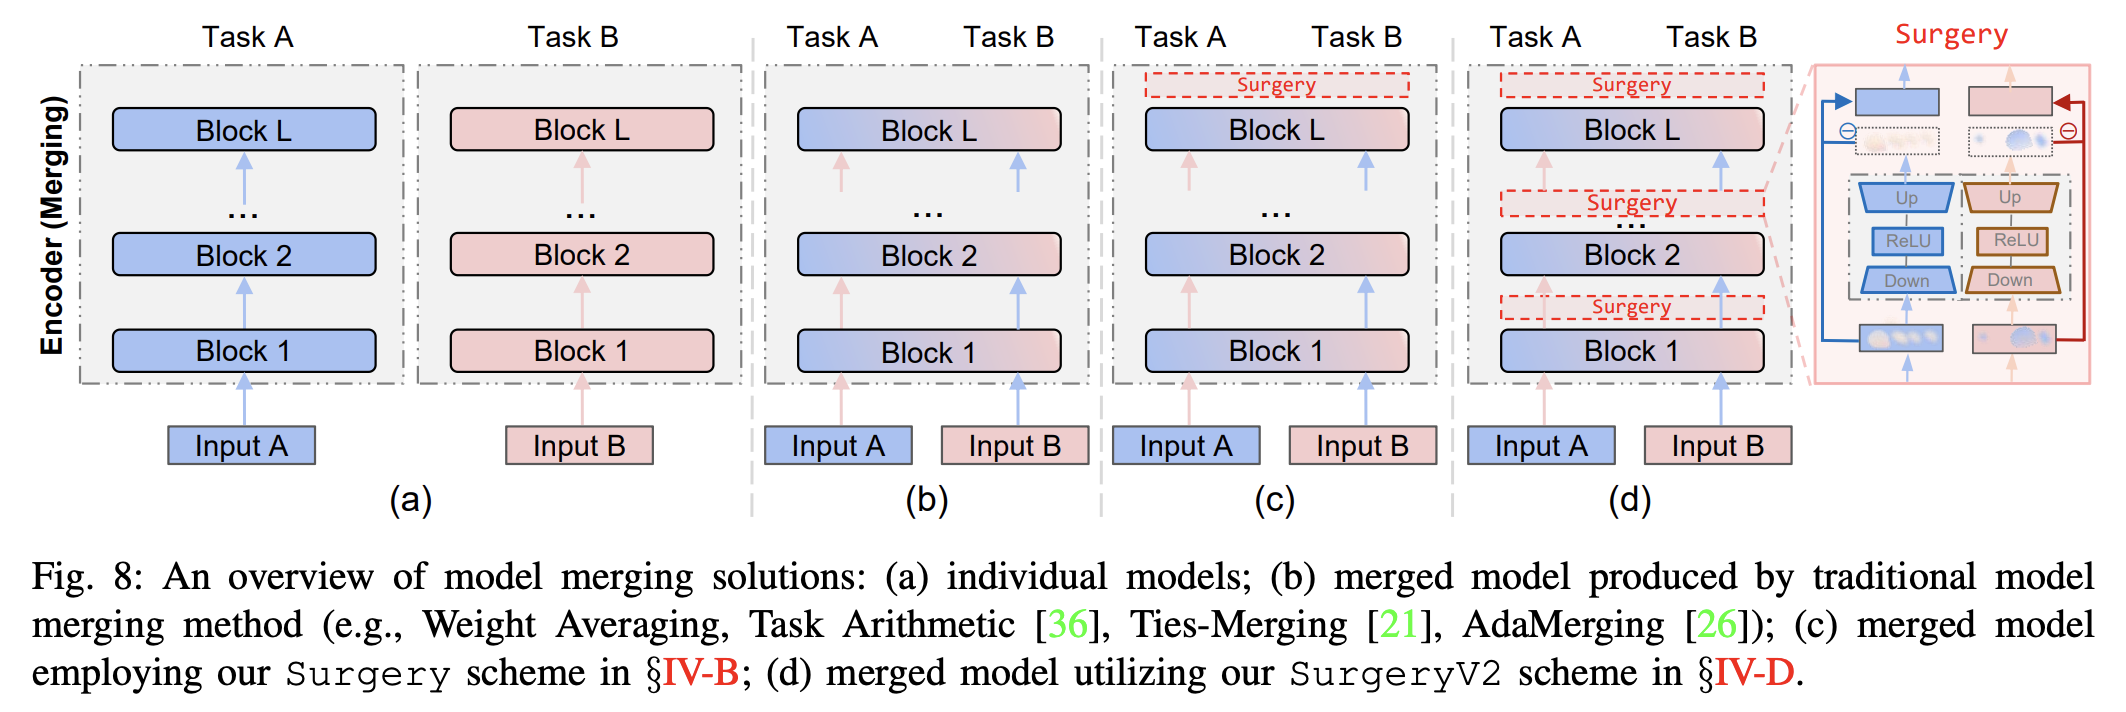 Task A
Task B
Task A
Task B
Task A
Task B
Task A
Task B
Surgery
Encoder (Merging)
Block L
...
Block 2
Block 1
Input A
Block L
...
Block 2
Block 1
Input B
(a)
Block L
...
Block 2
Block 1
Input A
Input B
(b)
Surgery
Block L
...
Block 2
Block 1
Input A
Input B
(c)
Surgery
Block L
Surgery
...
Block 2
Surgery
Block 1
Input A
Input B
(d)
Up
ReLU
Down
Up
ReLU
Down
Fig. 8: An overview of model merging solutions: (a) individual models; (b) merged model produced by traditional model
merging method (e.g., Weight Averaging, Task Arithmetic [36], Ties-Merging [21], AdaMerging [26]); (c) merged model
employing our Surgery scheme in §IV-B; (d) merged model utilizing our SurgeryV2 scheme in §IV-D.